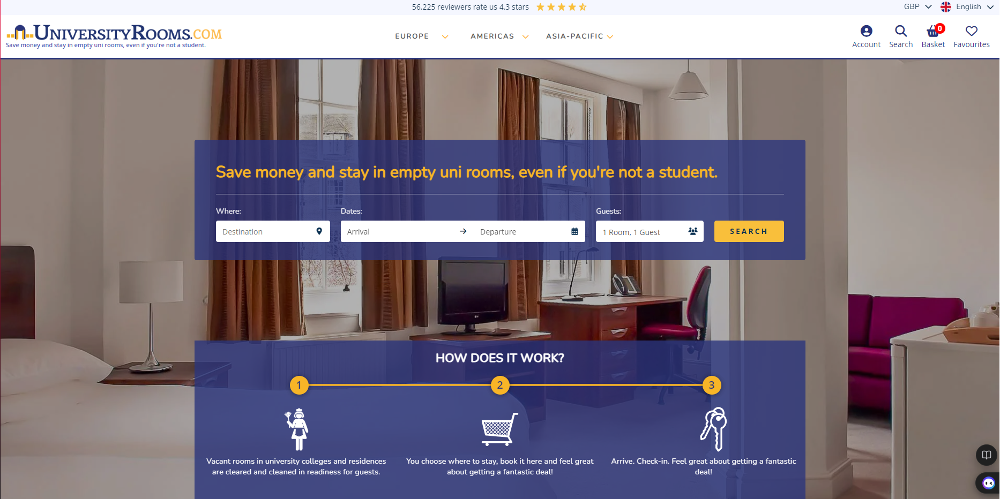 56,225 reviewers rate us 4.3 stars
GBP
English
UNIVERSITYROOMS.COM
Save money and stay in empty uni rooms, even if you're not a student.
EUROPE
AMERICAS
ASIA-PACIFIC
0
Account
Search
Basket
Favourites
Save money and stay in empty uni rooms, even if you're not a student.
Where:
Dates:
Guests:
Destination
Arrival
Departure
1 Room, 1 Guest
SEARCH
HOW DOES IT WORK?
1
2
3
Vacant rooms in university colleges and residences
are cleared and cleaned in readiness for guests.
You choose where to stay, book it here and feel great
about getting a fantastic deal!
Arrive. Check-in. Feel great about getting a fantastic
deal!